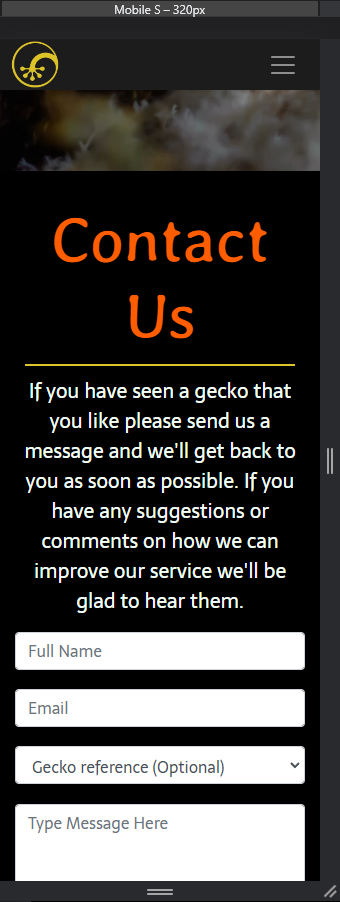 Mobile S – 320px
Contact
Us
If you have seen a gecko that
you like please send us a
message and we'll get back to
you as soon as possible. If you
have any suggestions or
comments on how we can
improve our service we'll be
glad to hear them.
Full Name
Email
Gecko reference (Optional)
Type Message Here